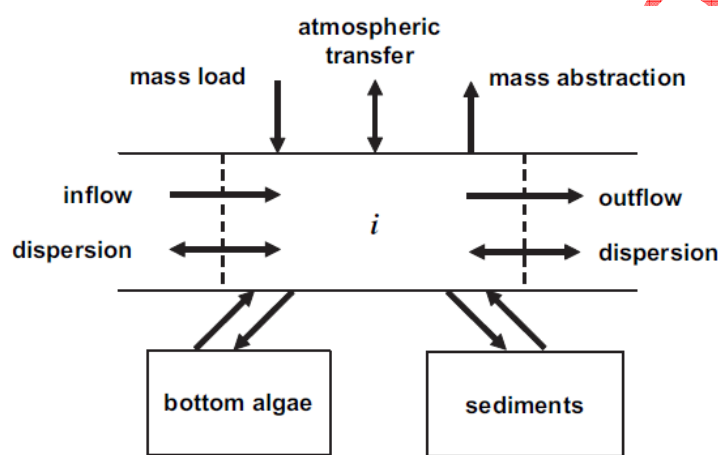 atmospheric
transfer
mass load
mass abstraction
inflow
outflow
i
dispersion
dispersion
bottom algae
sediments